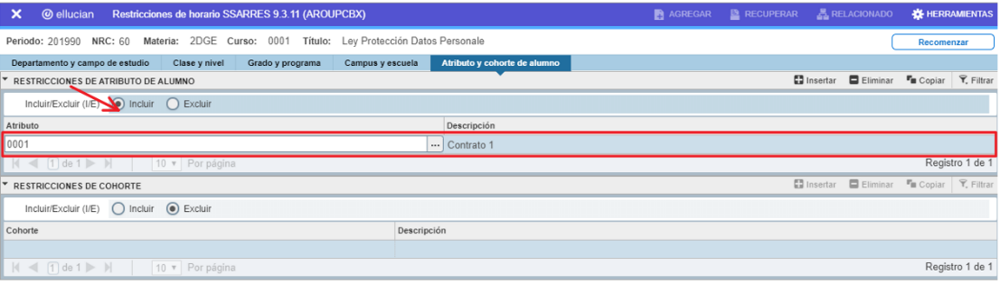 ✕ ellucian Restricciones de horario SSARRES 9.3.11 (AROUPCBX) AGREGAR RECUPERAR RELACIONADO HERRAMIENTAS
Periodo: 201990 NRC: 60 Materia: 2DGE Curso: 0001 Título: Ley Protección Datos Personale Recomenzar
Departamento y campo de estudio Clase y nivel Grado y programa Campus y escuela Atributo y cohorte de alumno
RESTRICCIONES DE ATRIBUTO DE ALUMNO Insertar Eliminar Copiar Filtrar
Incluir/Excluir (I/E) Incluir Excluir
Atributo Descripción
0001 ... Contrato 1
1 de 1 10 Por página Registro 1 de 1
RESTRICCIONES DE COHORTE Insertar Eliminar Copiar Filtrar
Incluir/Excluir (I/E) Incluir Excluir
Cohorte Descripción
1 de 1 10 Por página Registro 1 de 1